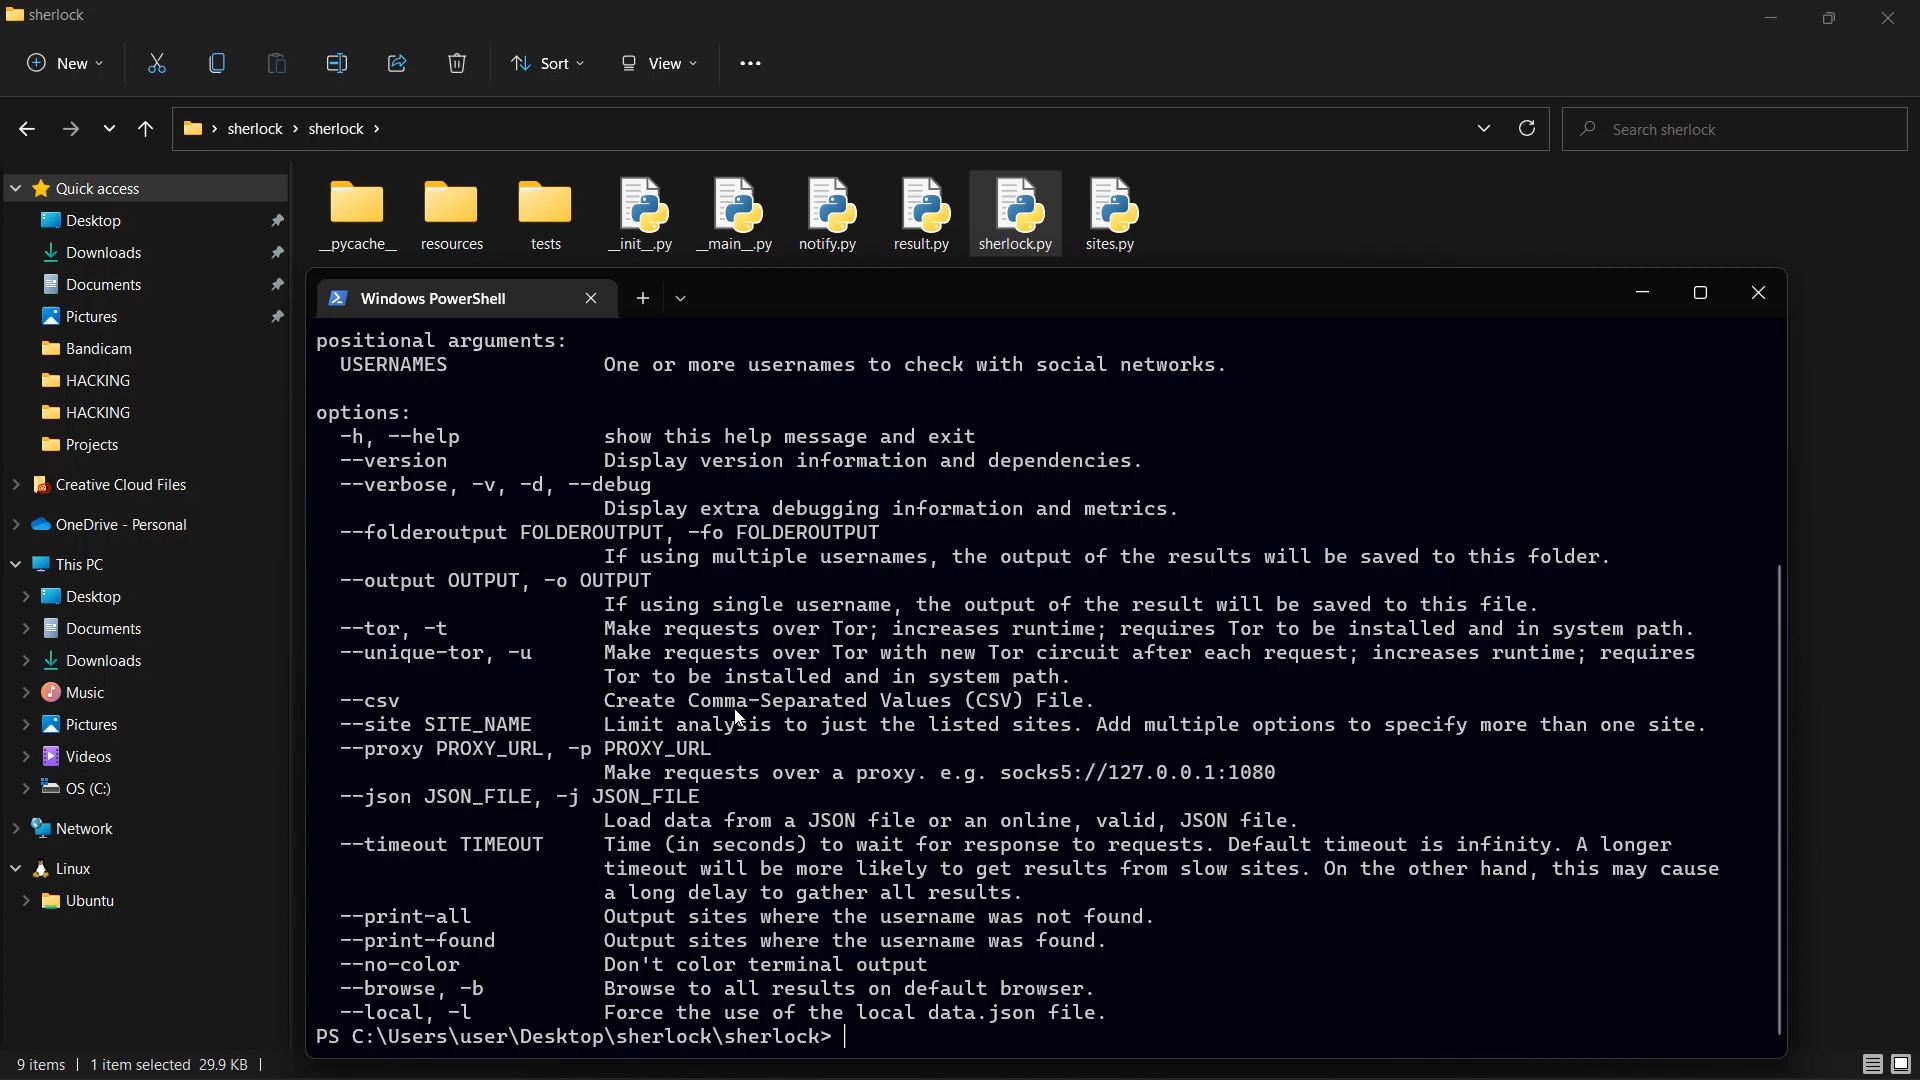 sherlock
New
Sort
View
sherlock > sherlock >
Search sherlock
Quick access
Desktop
Downloads
Documents
Pictures
Bandicam
HACKING
HACKING
Projects
Creative Cloud Files
OneDrive - Personal
This PC
Desktop
Documents
Downloads
Music
Pictures
Videos
OS (C:)
Network
Linux
Ubuntu
__pycache__
resources
tests
__init__.py
__main__.py
notify.py
result.py
sherlock.py
sites.py
Windows PowerShell
positional arguments:
USERNAMES One or more usernames to check with social networks.
options:
-h, --help show this help message and exit
--version Display version information and dependencies.
--verbose, -v, -d, --debug
Display extra debugging information and metrics.
--folderoutput FOLDEROUTPUT, -fo FOLDEROUTPUT
If using multiple usernames, the output of the results will be saved to this folder.
--output OUTPUT, -o OUTPUT
If using single username, the output of the result will be saved to this file.
--tor, -t Make requests over Tor; increases runtime; requires Tor to be installed and in system path.
--unique-tor, -u Make requests over Tor with new Tor circuit after each request; increases runtime; requires
Tor to be installed and in system path.
--csv Create Comma-Separated Values (CSV) File.
--site SITE_NAME Limit analysis to just the listed sites. Add multiple options to specify more than one site.
--proxy PROXY_URL, -p PROXY_URL
Make requests over a proxy. e.g. socks5://127.0.0.1:1080
--json JSON_FILE, -j JSON_FILE
Load data from a JSON file or an online, valid, JSON file.
--timeout TIMEOUT Time (in seconds) to wait for response to requests. Default timeout is infinity. A longer
timeout will be more likely to get results from slow sites. On the other hand, this may cause
a long delay to gather all results.
--print-all Output sites where the username was not found.
--print-found Output sites where the username was found.
--no-color Don't color terminal output
--browse, -b Browse to all results on default browser.
--local, -l Force the use of the local data.json file.
PS C:\Users\user\Desktop\sherlock\sherlock>
9 items | 1 item selected 29.9 KB |